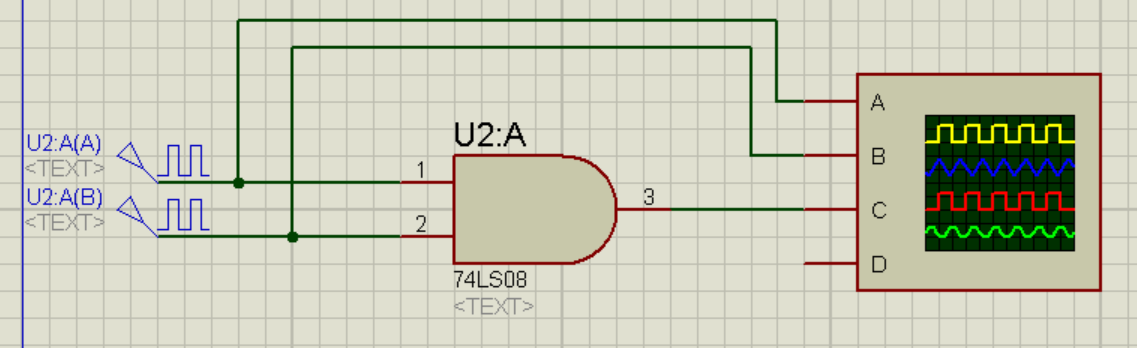 U2:A(A)
<TEXT>
U2:A(B)
<TEXT>
U2:A
1
2
3
74LS08
<TEXT>
A
B
C
D